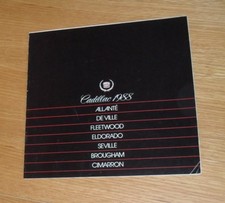 Cadillac 1988
ALLANTÉ
DE VILLE
FLEETWOOD
ELDORADO
SEVILLE
BROUGHAM
CIMARRON